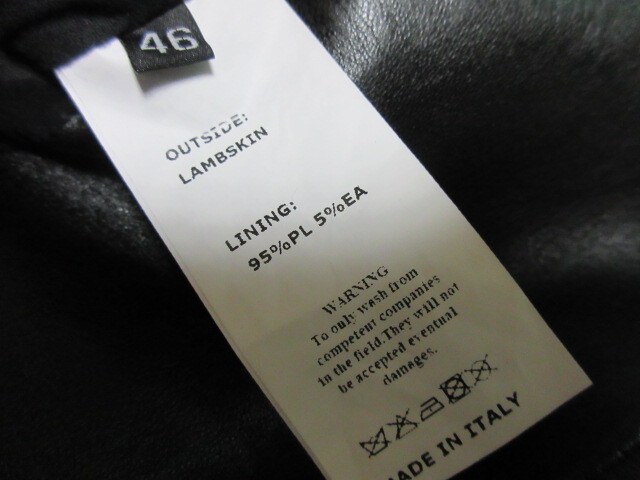 46
OUTSIDE:
LAMBSKIN
LINING:
95%PL 5%EA
WARNING
To only wash from
competent companies
in the field.They will not
be accepted eventual
damages.
MADE IN ITALY